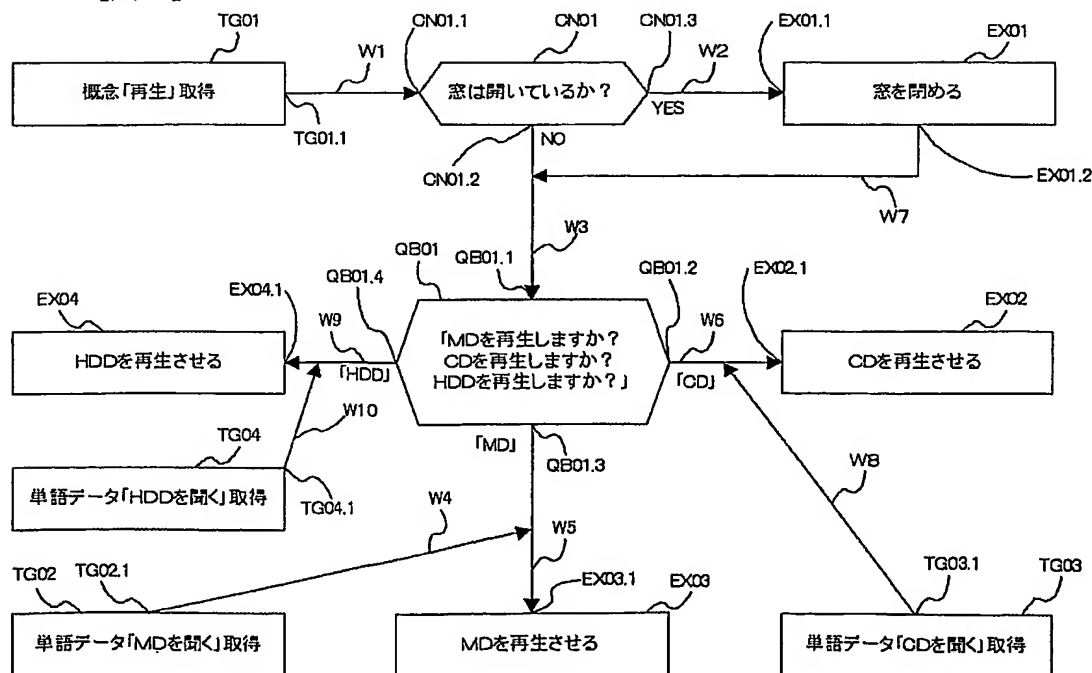 TG01
CN01.1
CN01
CN01.3
EX01.1
EX01
W1
W2
概念「再生」取得
窓は開いているか?
窓を閉める
YES
TG01.1
NO
CN01.2
EX01.2
W7
W3
QB01
QB01.1
QB01.2
EX02.1
QB01.4
EX04.1
EX04
EX02
W9
W6
「MDを再生しますか?
CDを再生しますか?
HDDを再生しますか?」
HDDを再生させる
CDを再生させる
「HDD」
「CD」
W10
TG04
「MD」
QB01.3
W8
単語データ「HDDを聞く」取得
TG04.1
W4
W5
TG02
TG02.1
EX03.1
EX03
TG03.1
TG03
単語データ「MDを聞く」取得
MDを再生させる
単語データ「CDを聞く」取得